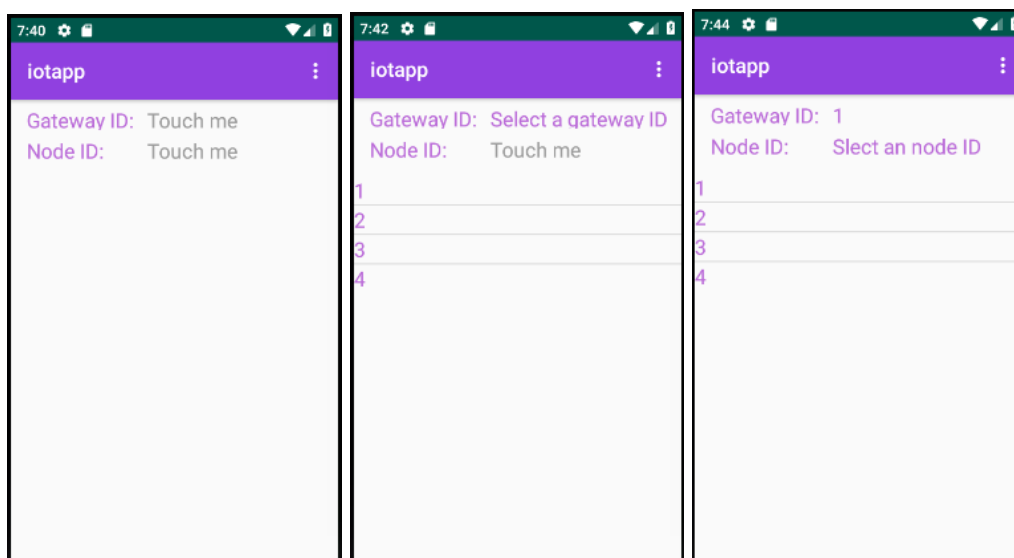 7:40
iotapp
Gateway ID: Touch me
Node ID: Touch me
7:42
iotapp
Gateway ID: Select a gateway ID
Node ID: Touch me
1
2
3
4
7:44
iotapp
Gateway ID: 1
Node ID: Slect an node ID
1
2
3
4